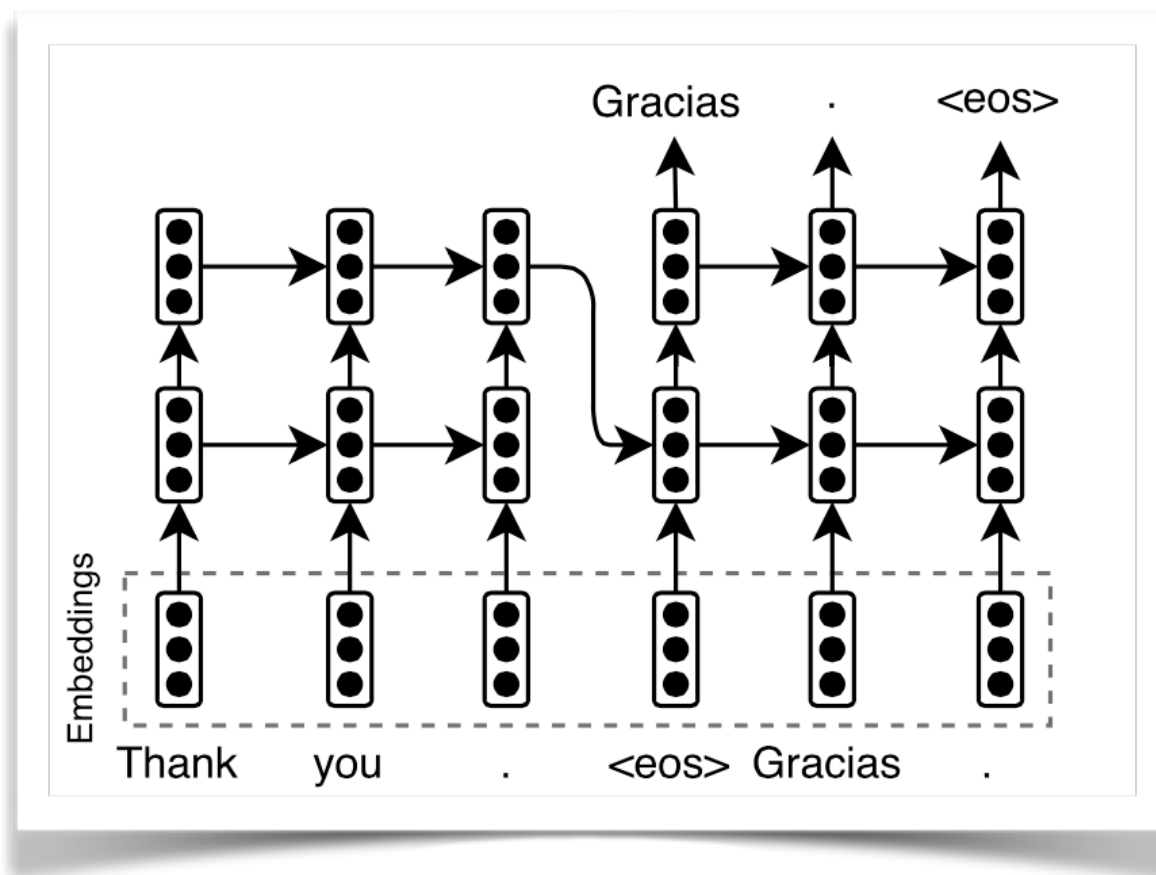 Gracias . <eos>
Embeddings
Thank you . <eos> Gracias .